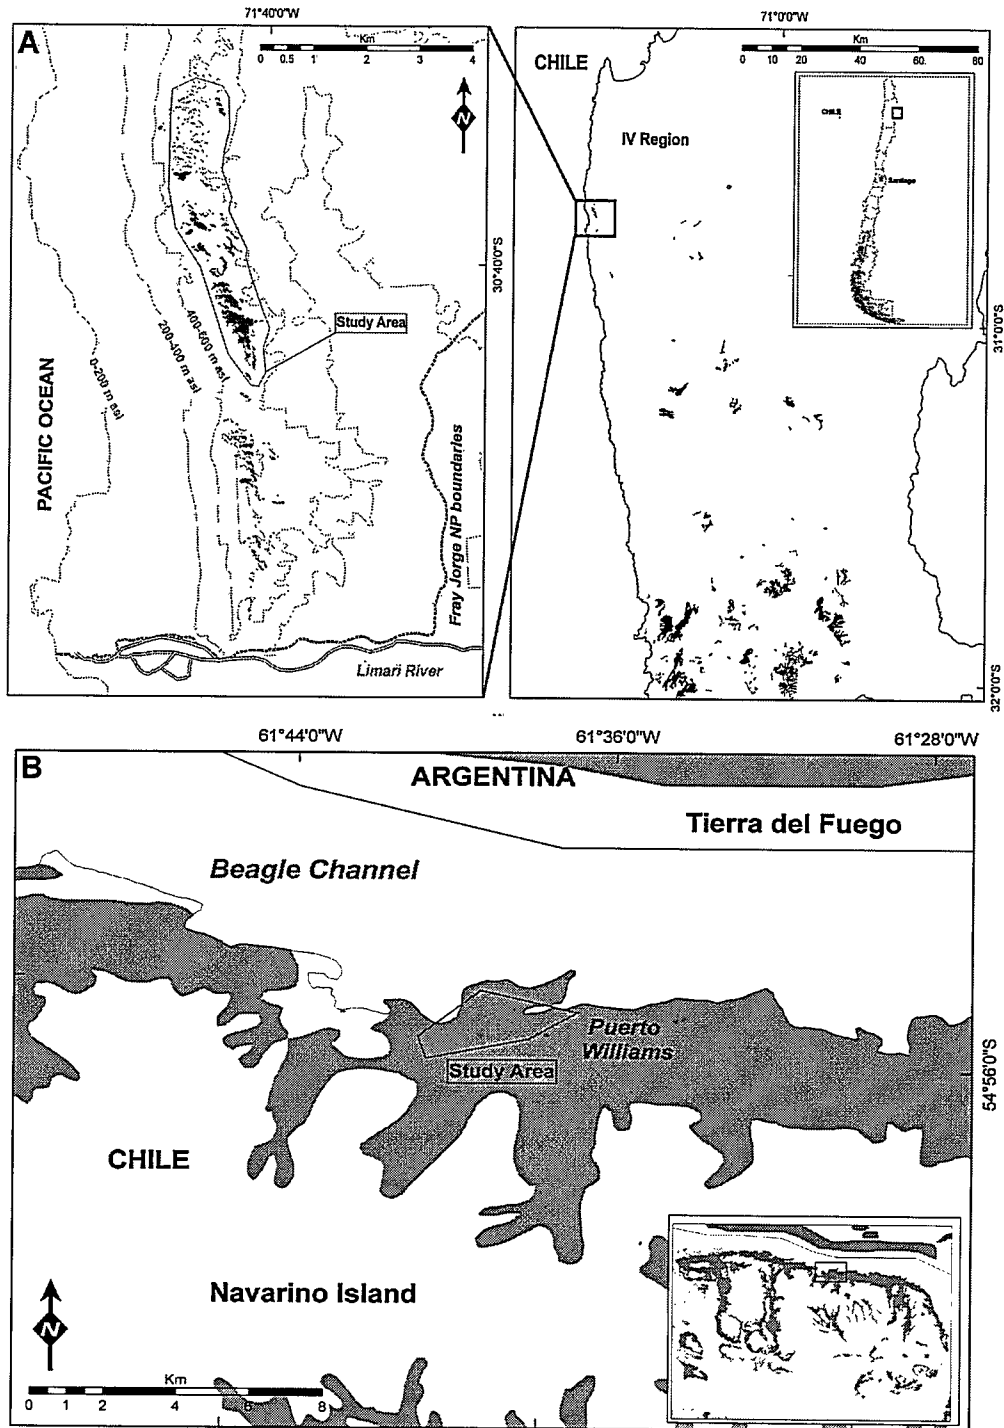 A
71°40'0"W
Km
0 0.5 1 2 3 4
N
30°40'0"S
Study Area
400-600 m asl
200-400 m asl
0-200 m asl
PACIFIC OCEAN
Fray Jorge NP boundaries
Limari River
71°0'0"W
Km
0 10 20 40 60. 80
CHILE
IV Region
CHILE
Santiago
31°0'0"S
32°0'0"S
B
61°44'0"W 61°36'0"W 61°28'0"W
ARGENTINA
Tierra del Fuego
Beagle Channel
Puerto
Williams
Study Area
54°56'0"S
CHILE
Navarino Island
N
Km
0 1 2 4 6 8